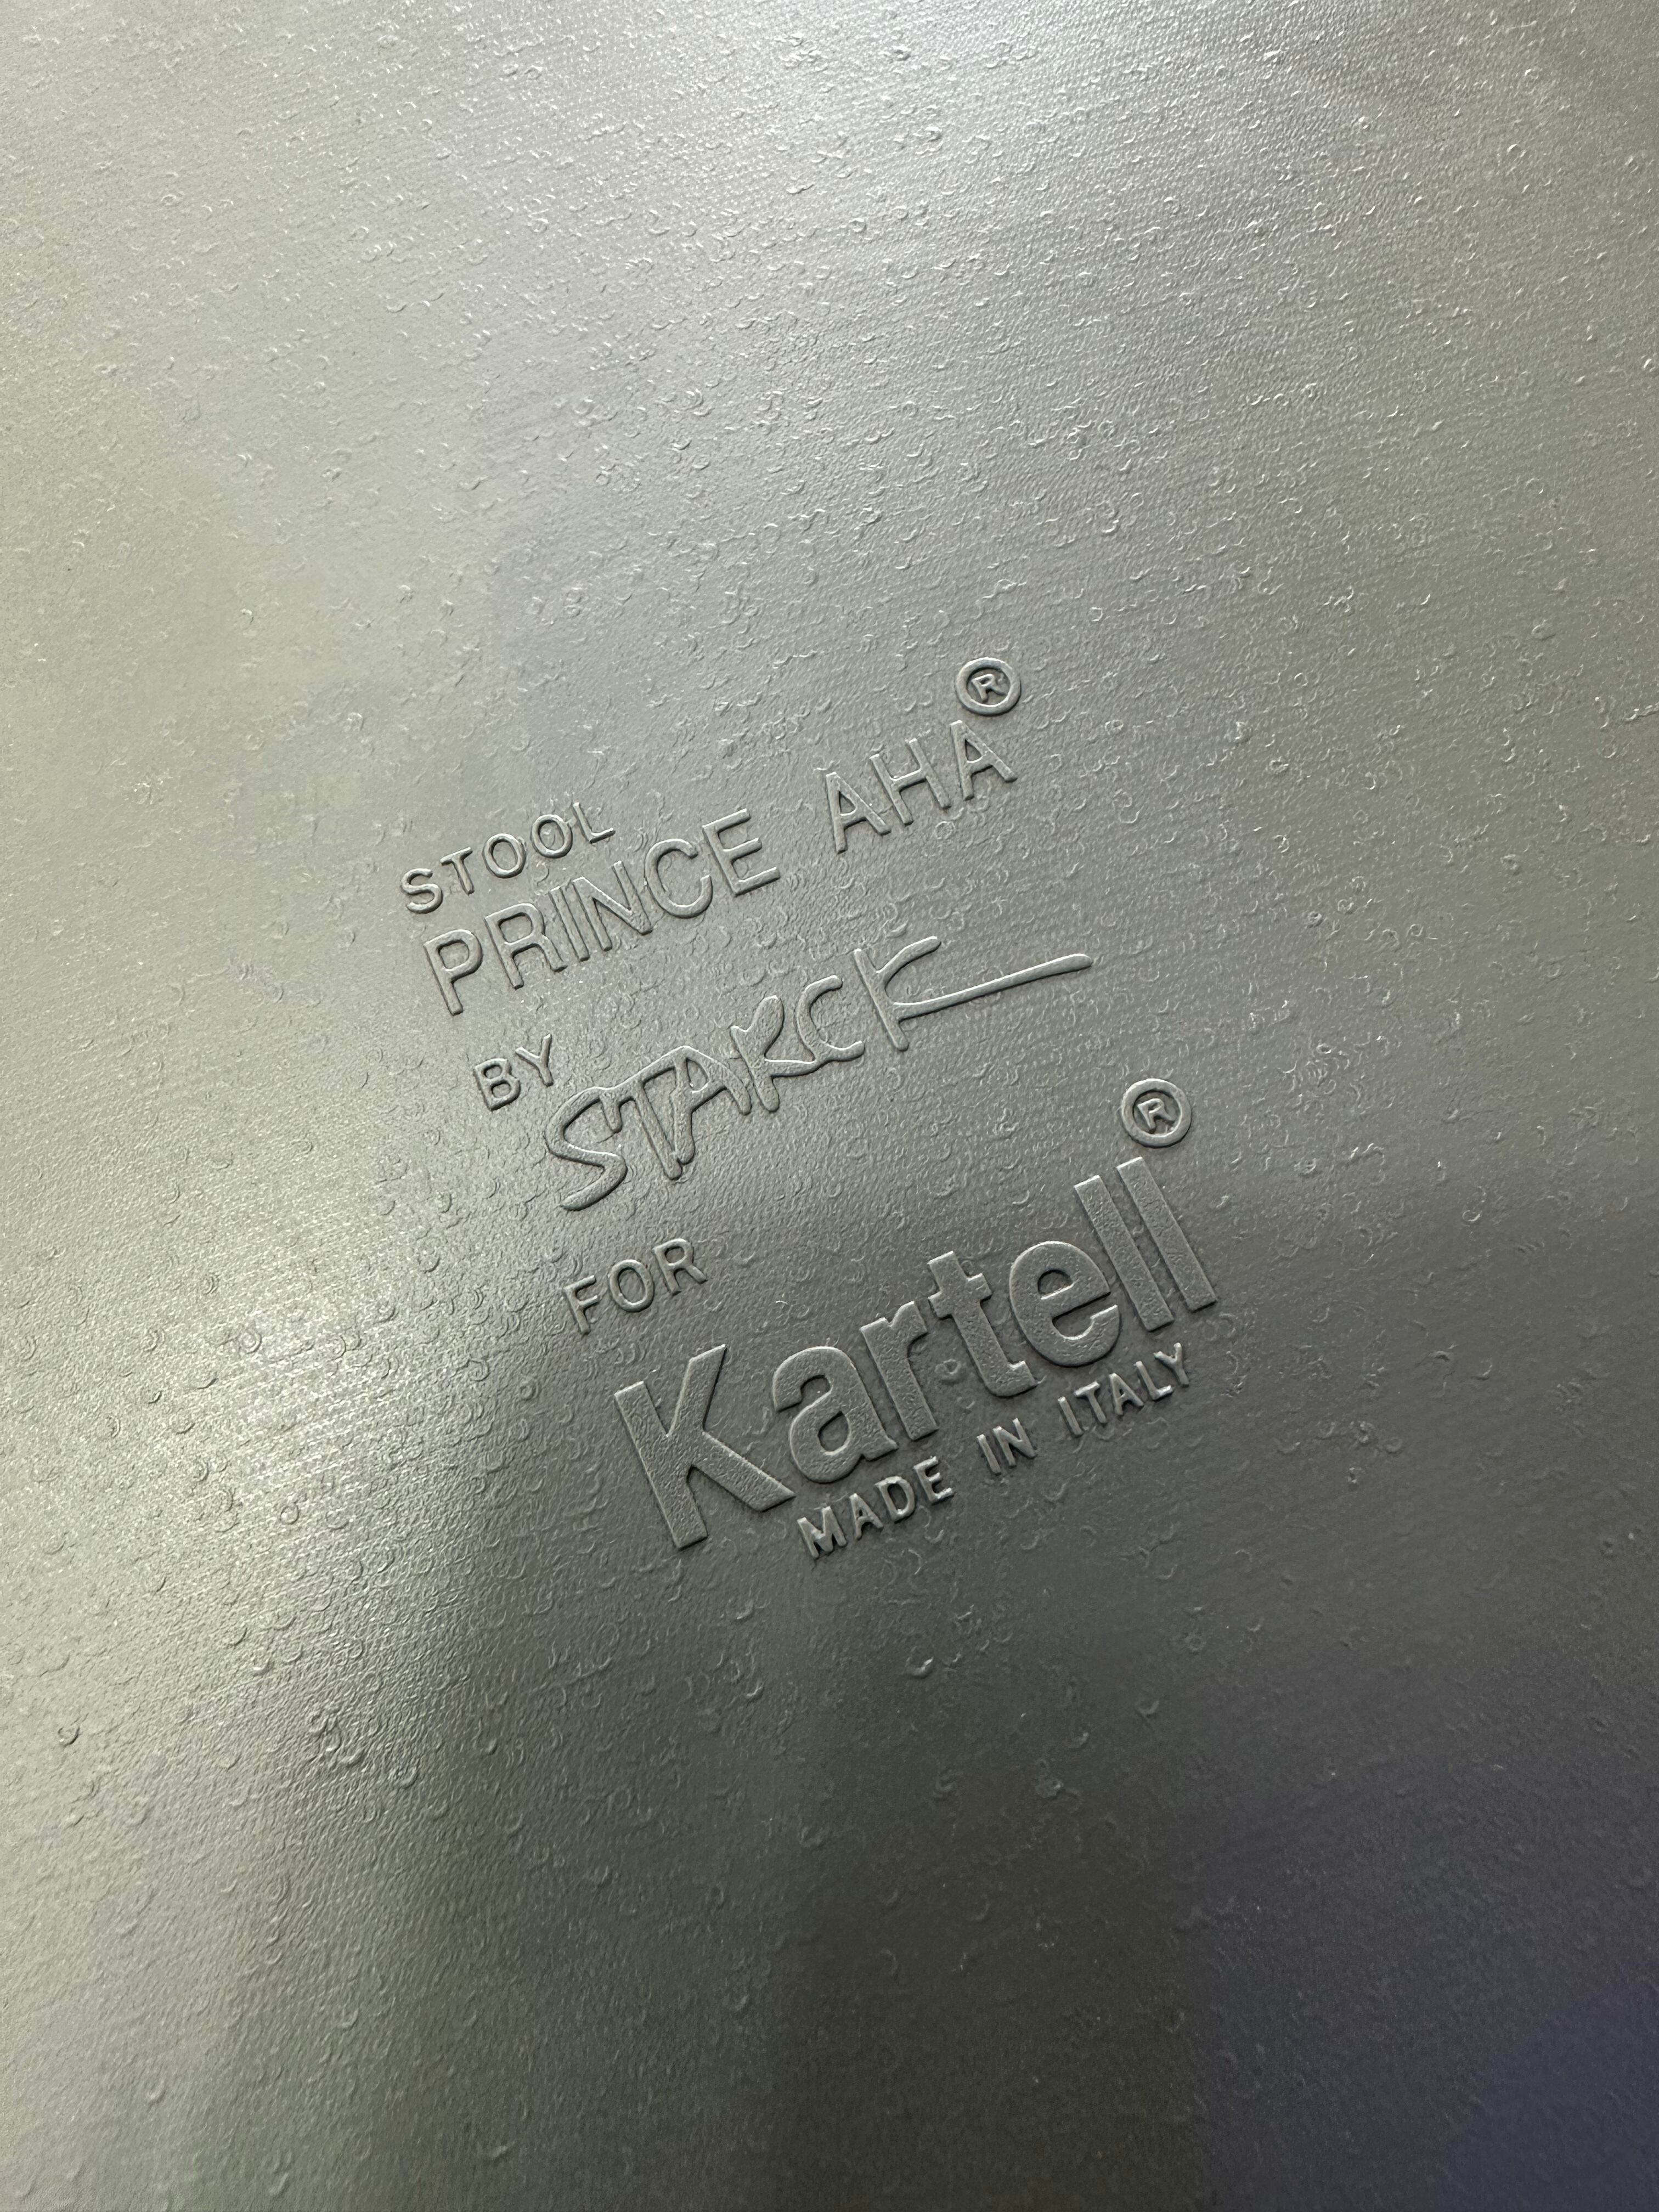 STOOL
PRINCE AHA®
BY
STARCK
FOR
Kartell®
MADE IN ITALY